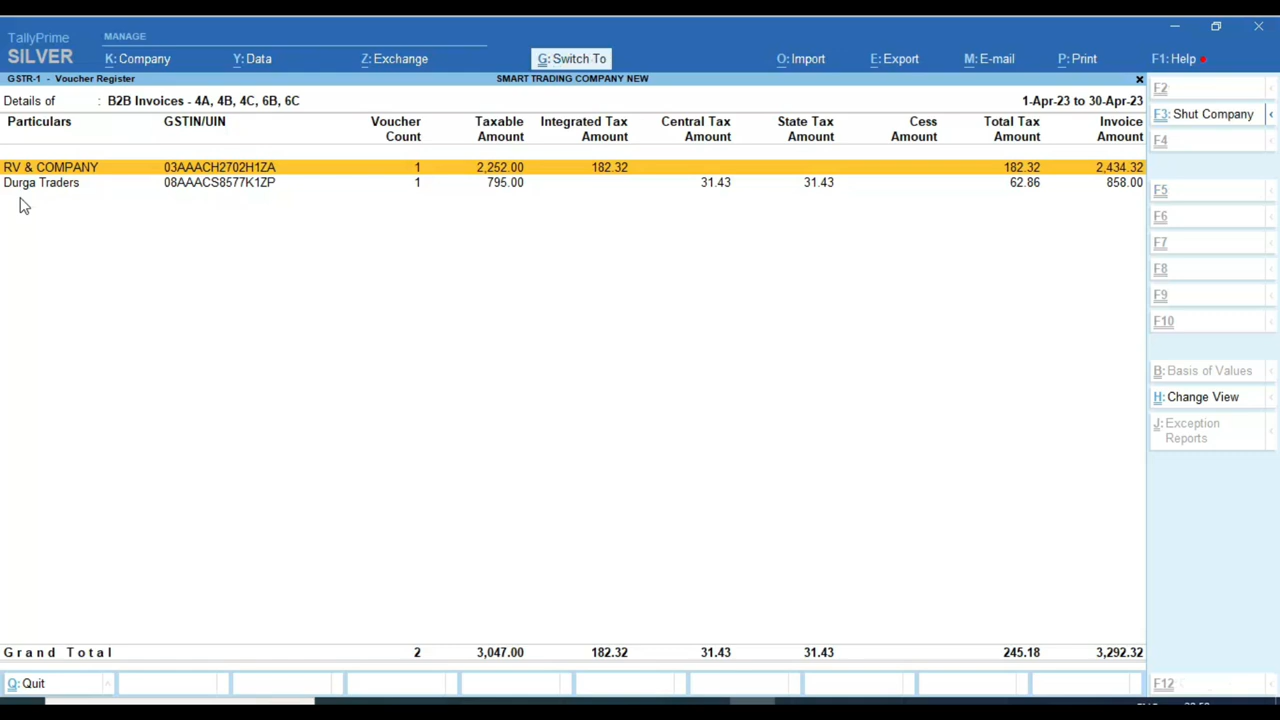 TallyPrime
SILVER
MANAGE
K: Company
Y: Data
Z: Exchange
G: Switch To
O: Import
E: Export
M: E-mail
P: Print
F1: Help
GSTR-1 - Voucher Register
SMART TRADING COMPANY NEW
Details of : B2B Invoices - 4A, 4B, 4C, 6B, 6C
1-Apr-23 to 30-Apr-23
Particulars GSTIN/UIN Voucher Taxable Integrated Tax Central Tax State Tax Cess Total Tax Invoice
Count Amount Amount Amount Amount Amount Amount Amount
RV & COMPANY 03AAACH2702H1ZA 1 2,252.00 182.32 182.32 2,434.32
Durga Traders 08AAACS8577K1ZP 1 795.00 31.43 31.43 62.86 858.00
Grand Total 2 3,047.00 182.32 31.43 31.43 245.18 3,292.32
Q: Quit
F2
F3: Shut Company
F4
F5
F6
F7
F8
F9
F10
B: Basis of Values
H: Change View
J: Exception
Reports
F12